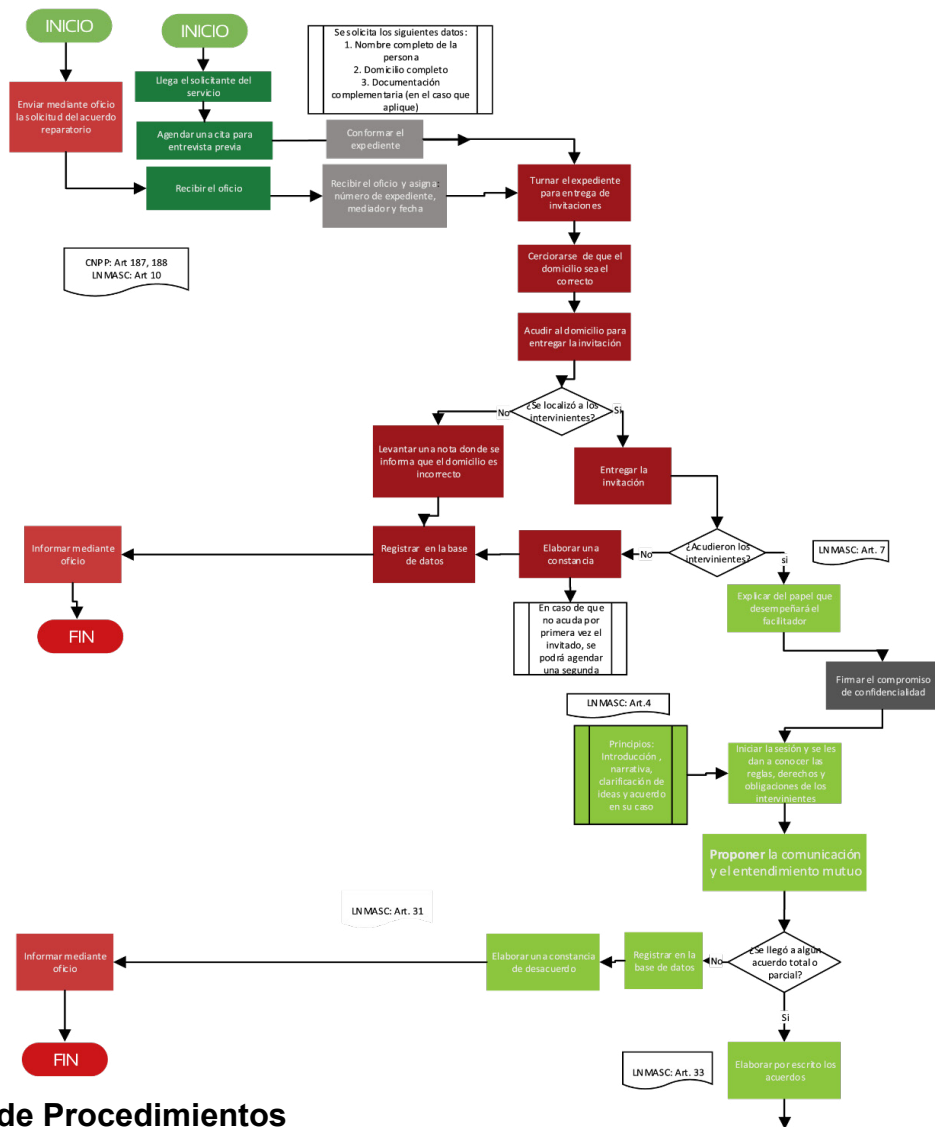 INICIO
INICIO
Se solicita los siguientes datos:
1. Nombre completo de la
persona
2. Domicilio completo
3. Documentación
complementaria (en el caso que
aplique)
Llega el solicitante del
servicio
Enviar mediante oficio
la solicitud del acuerdo
reparatorio
Agendar una cita para
entrevista previa
Conformar el
expediente
Recibir el oficio
Recibir el oficio y asigna
número de expediente,
mediador y fecha
Turnar el expediente
para entrega de
invitaciones
CNPP: Art 187, 188
LNMASC: Art 10
Cerciorarse de que el
domicilio sea el
correcto
Acudir al domicilio para
entregar la invitación
¿Se localizó a los
intervinientes?
No
Si
Levantar una nota donde se
informa que el domicilio es
incorrecto
Entregar la
invitación
Informar mediante
oficio
Registrar en la base
de datos
Elaborar una
constancia
No
¿Acudieron los
intervinientes?
si
LNMASC: Art. 7
FIN
En caso de que
no acuda por
primera vez el
invitado, se
podrá agendar
una segunda
Explicar del papel que
desempeñará el
facilitador
Firmar el compromiso
de confidencialidad
LNMASC: Art.4
Principios:
Introducción ,
narrativa,
clarificación de
ideas y acuerdo
en su caso
Iniciar la sesión y se les
dan a conocer las
reglas, derechos y
obligaciones de los
intervinientes
Proponer la comunicación
y el entendimiento mutuo
LNMASC: Art. 31
Informar mediante
oficio
Elaborar una constancia
de desacuerdo
Registrar en la
base de datos
No
¿Se llegó a algún
acuerdo total o
parcial?
Si
FIN
LNMASC: Art. 33
Elaborar por escrito los
acuerdos
de Procedimientos